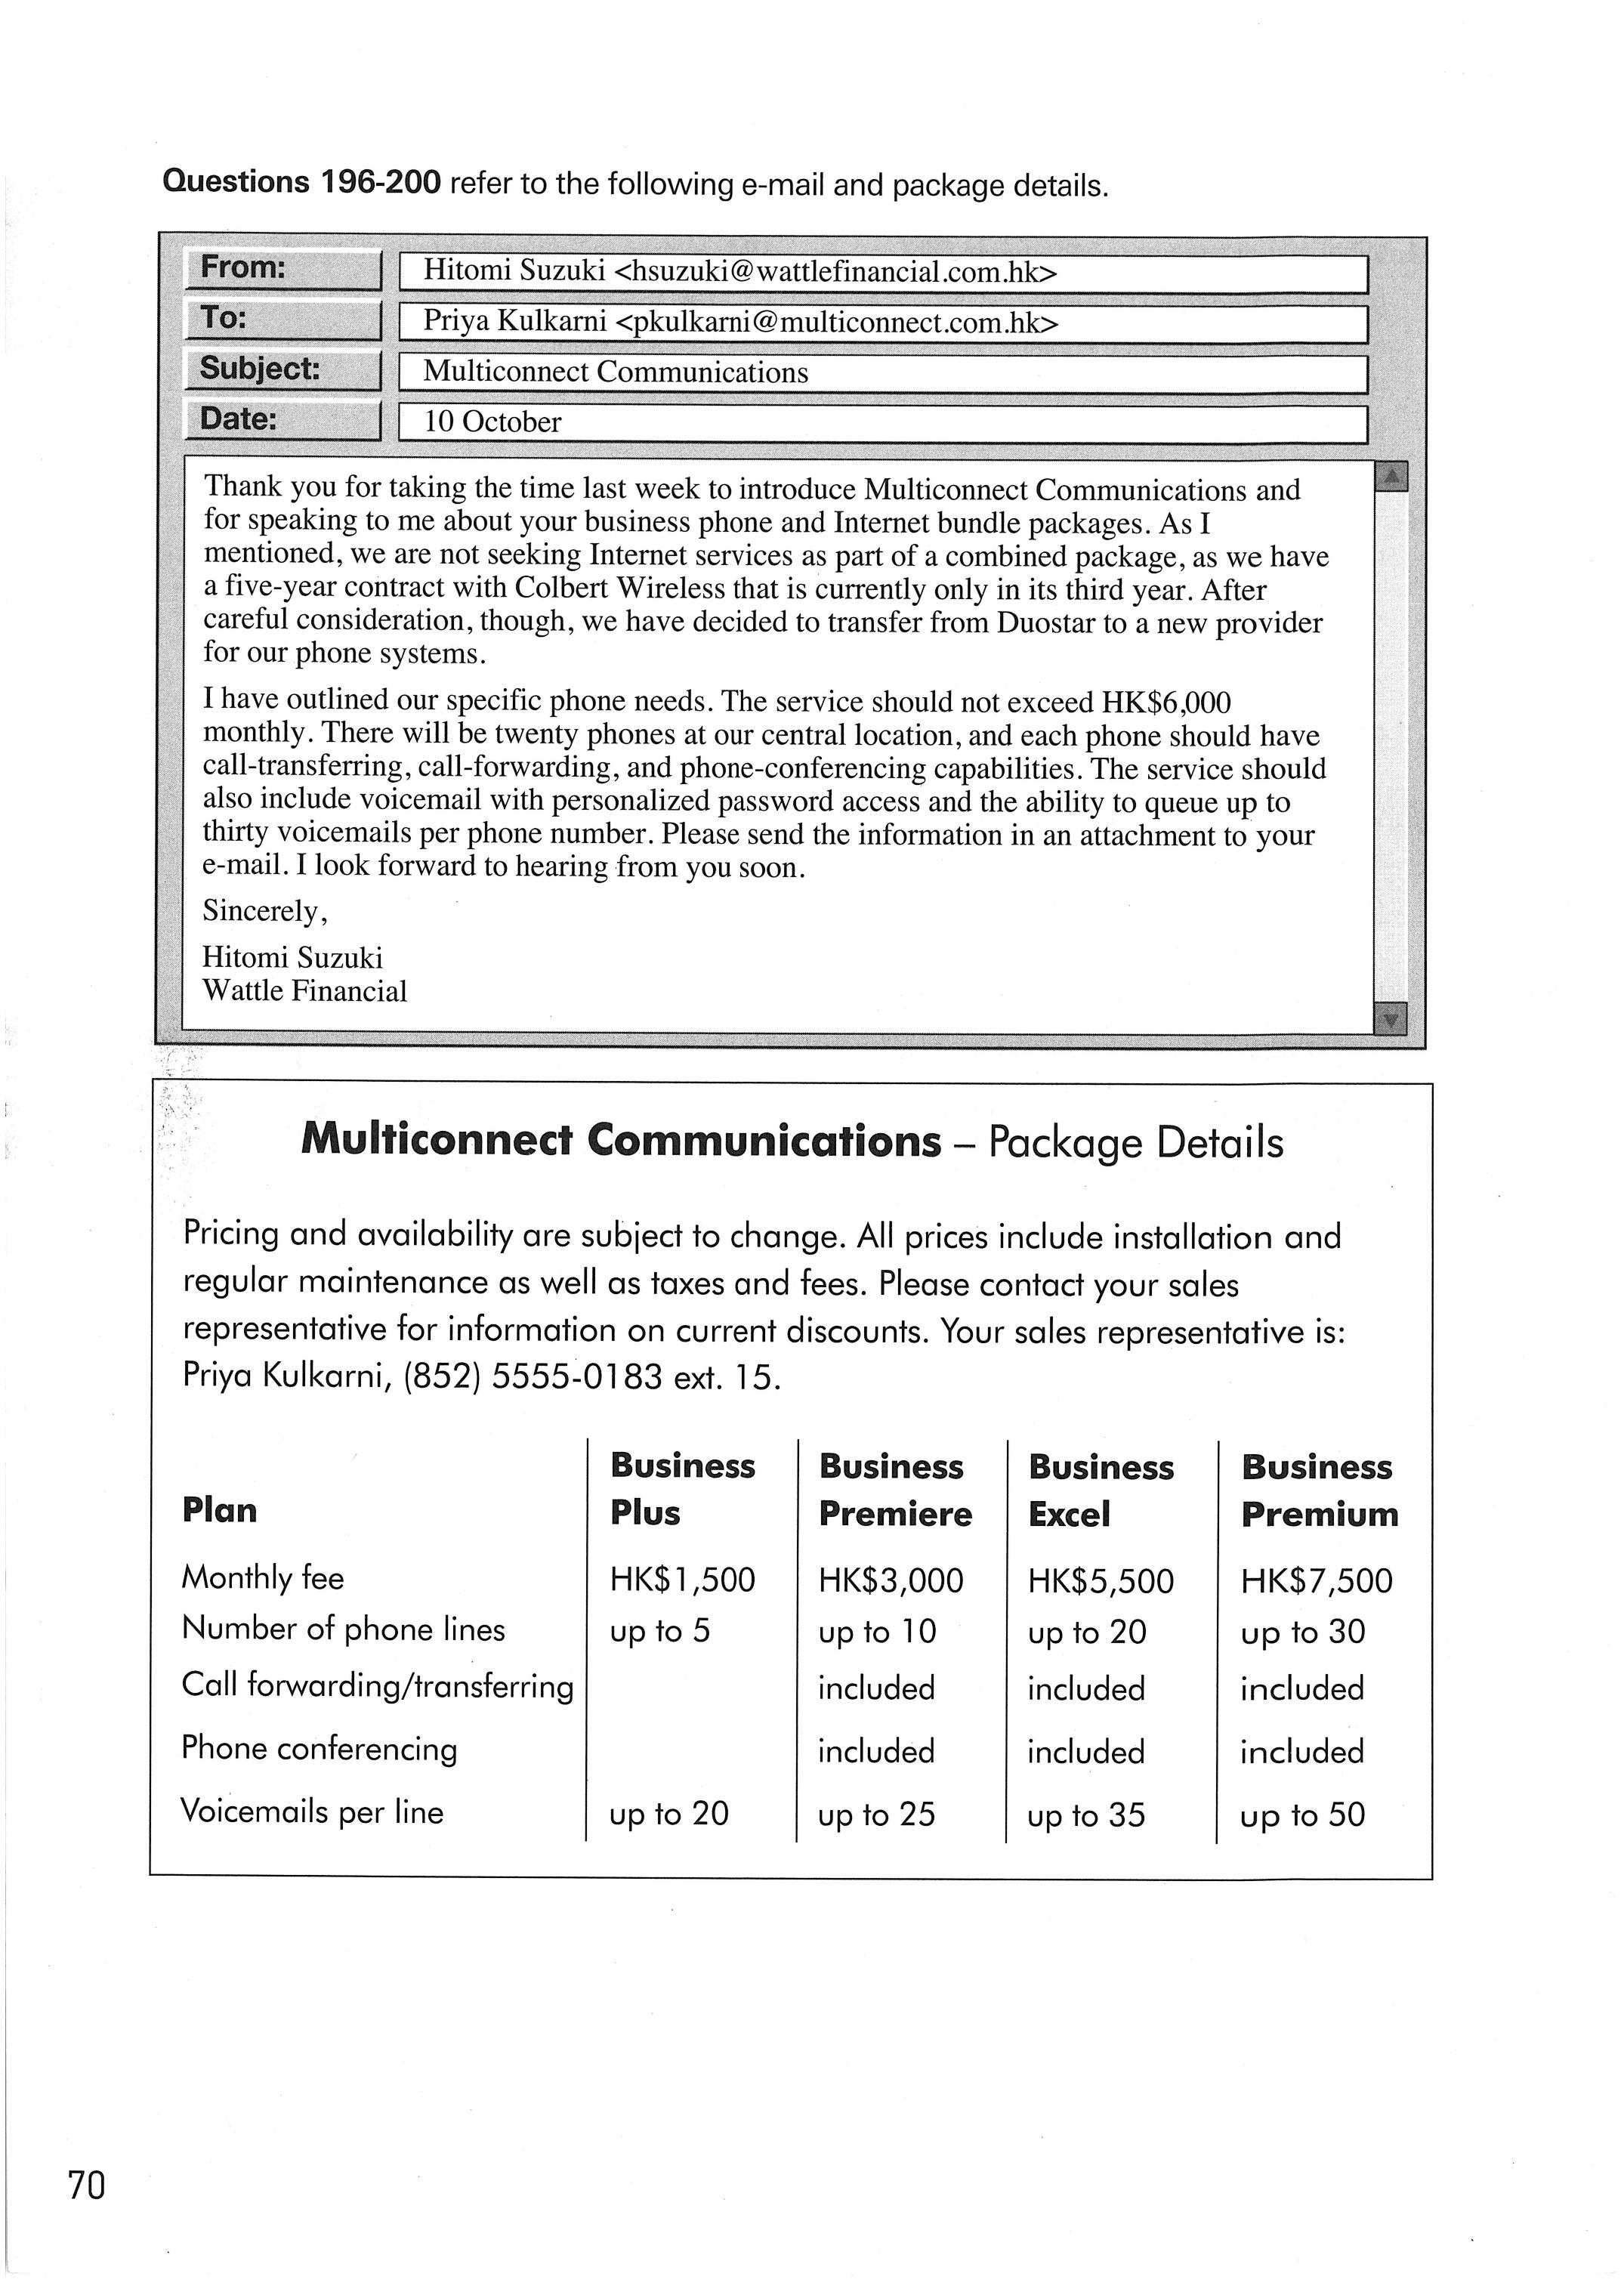 Questions 196-200 refer to the following e-mail and package details.
From: Hitomi Suzuki <hsuzuki@wattlefinancial.com.hk>
To: Priya Kulkarni <pkulkarni@multiconnect.com.hk>
Subject: Multiconnect Communications
Date: 10 October
Thank you for taking the time last week to introduce Multiconnect Communications and
for speaking to me about your business phone and Internet bundle packages. As I
mentioned, we are not seeking Internet services as part of a combined package, as we have
a five-year contract with Colbert Wireless that is currently only in its third year. After
careful consideration, though, we have decided to transfer from Duostar to a new provider
for our phone systems.
I have outlined our specific phone needs. The service should not exceed HK$6,000
monthly. There will be twenty phones at our central location, and each phone should have
call-transferring, call-forwarding, and phone-conferencing capabilities. The service should
also include voicemail with personalized password access and the ability to queue up to
thirty voicemails per phone number. Please send the information in an attachment to your
e-mail. I look forward to hearing from you soon.
Sincerely,
Hitomi Suzuki
Wattle Financial
Multiconnect Communications – Package Details
Pricing and availability are subject to change. All prices include installation and
regular maintenance as well as taxes and fees. Please contact your sales
representative for information on current discounts. Your sales representative is:
Priya Kulkarni, (852) 5555-0183 ext. 15.
Plan Business Plus Business Premiere Business Excel Business Premium
Monthly fee HK$1,500 HK$3,000 HK$5,500 HK$7,500
Number of phone lines up to 5 up to 10 up to 20 up to 30
Call forwarding/transferring included included included
Phone conferencing included included included
Voicemails per line up to 20 up to 25 up to 35 up to 50
70